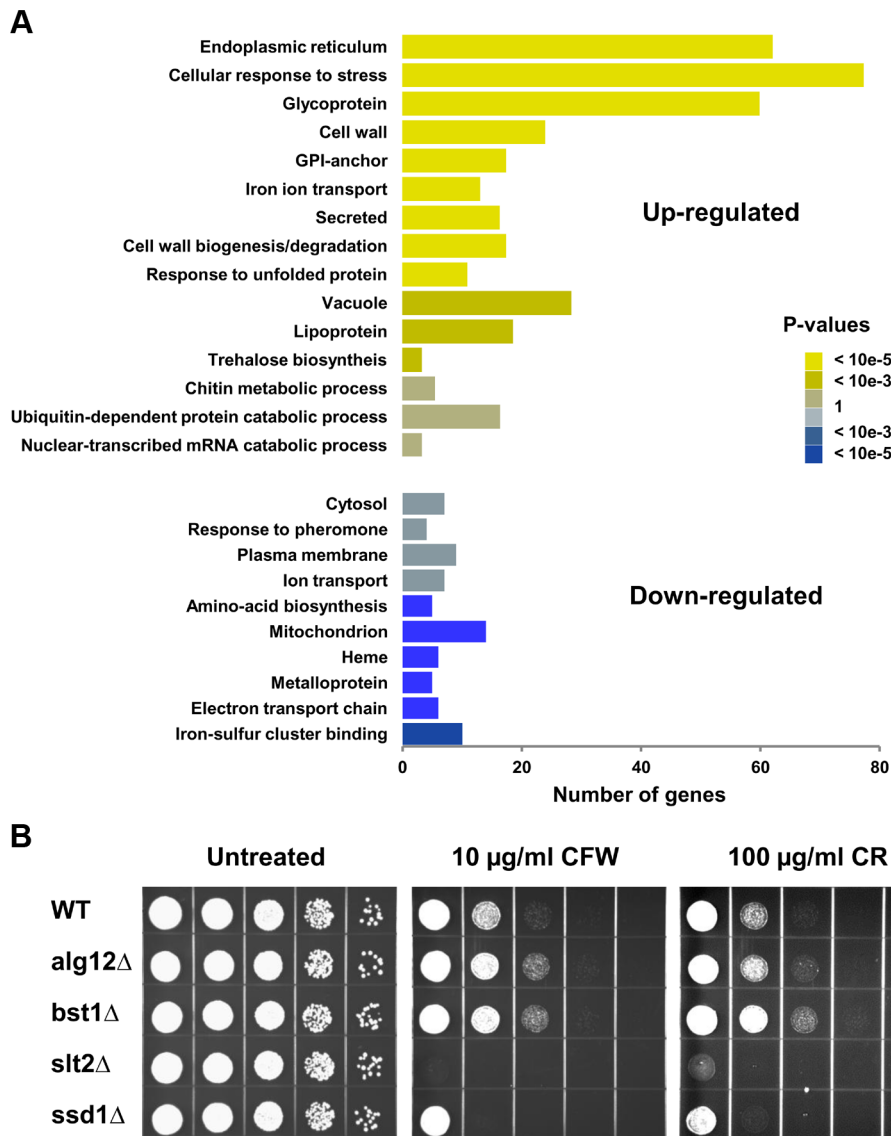 A
Endoplasmic reticulum
Cellular response to stress
Glycoprotein
Cell wall
GPI-anchor
Iron ion transport
Secreted
Cell wall biogenesis/degradation
Response to unfolded protein
Vacuole
Lipoprotein
Trehalose biosyntheis
Chitin metabolic process
Ubiquitin-dependent protein catabolic process
Nuclear-transcribed mRNA catabolic process
Up-regulated
P-values
< 10e-5
< 10e-3
1
< 10e-3
< 10e-5
Cytosol
Response to pheromone
Plasma membrane
Ion transport
Amino-acid biosynthesis
Mitochondrion
Heme
Metalloprotein
Electron transport chain
Iron-sulfur cluster binding
Down-regulated
0 20 40 60 80
Number of genes
B
Untreated 10 µg/ml CFW 100 µg/ml CR
WT
alg12Δ
bst1Δ
slt2Δ
ssd1Δ